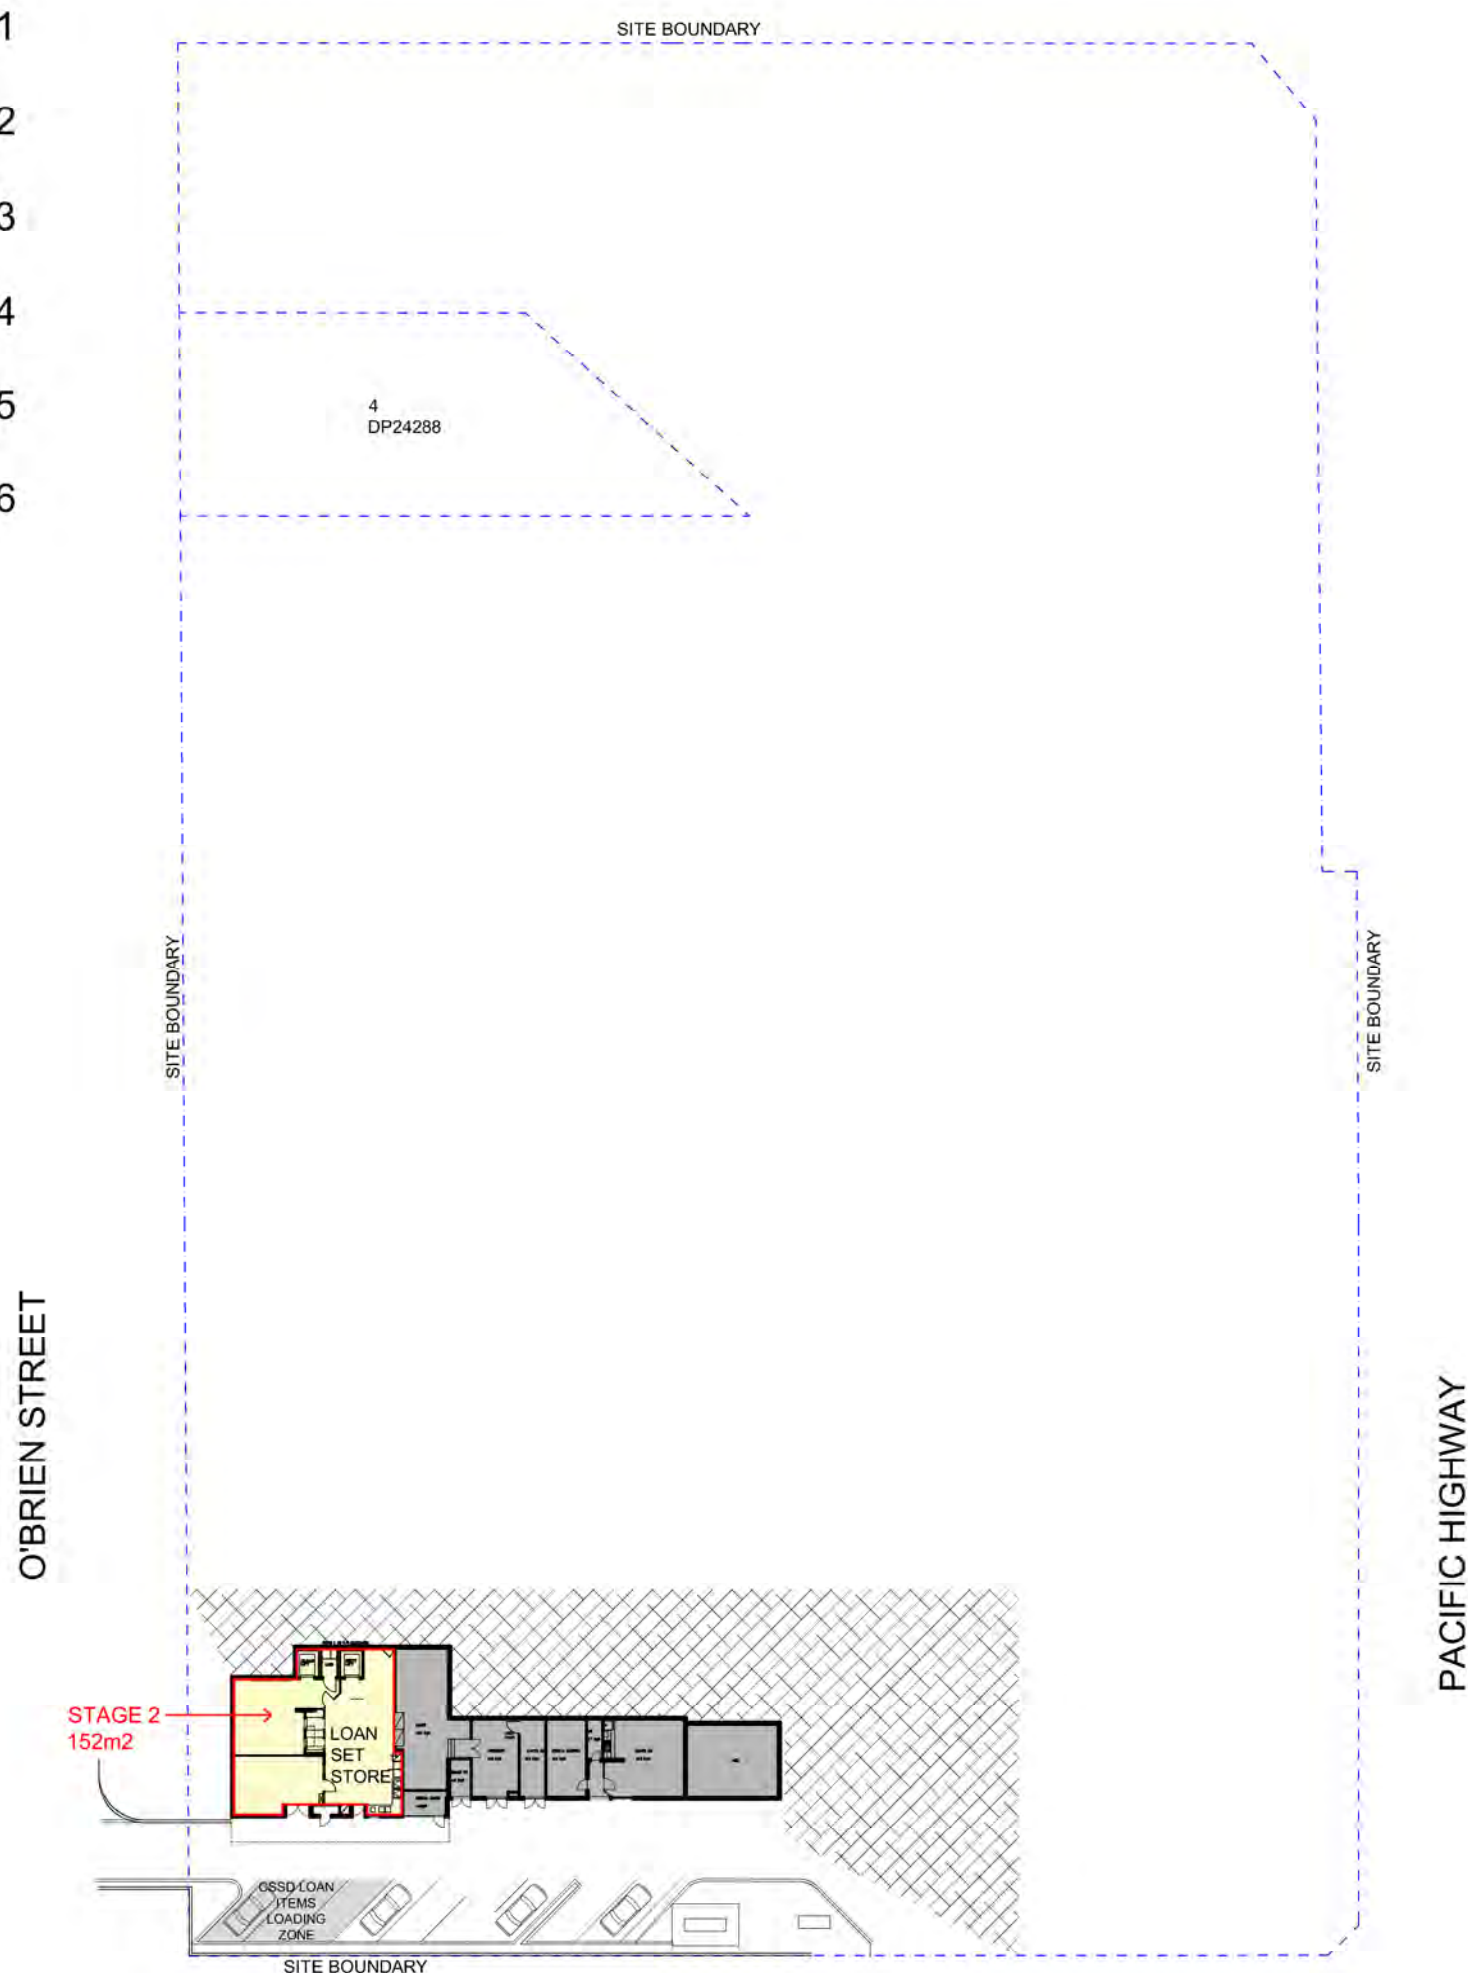 1
SITE BOUNDARY
2
3
4
5
6
4
DP24288
SITE BOUNDARY
SITE BOUNDARY
O'BRIEN STREET
PACIFIC HIGHWAY
STAGE 2
152m2
LOAN
SET
STORE
CSSD LOAN
ITEMS
LOADING
ZONE
SITE BOUNDARY